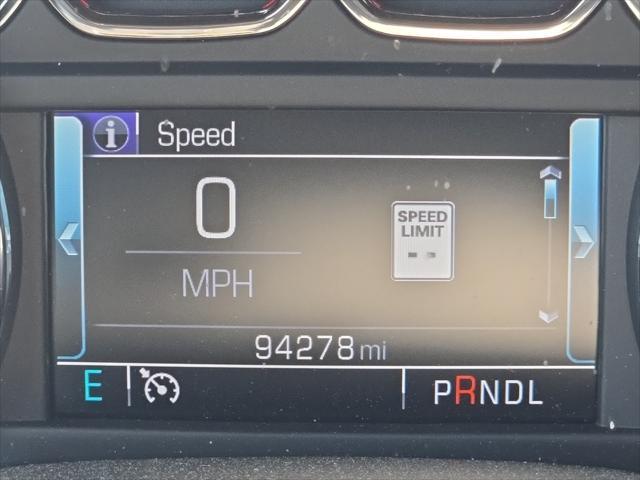 i Speed
0
MPH
SPEED
LIMIT
--
94278 mi
E
PRNDL